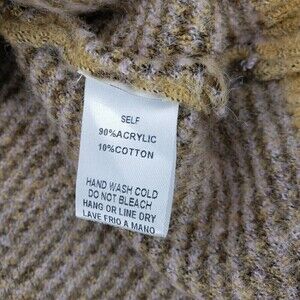 SELF
90%ACRYLIC
10%COTTON
HAND WASH COLD
DO NOT BLEACH
HANG OR LINE DRY
LAVE FRIO A MANO